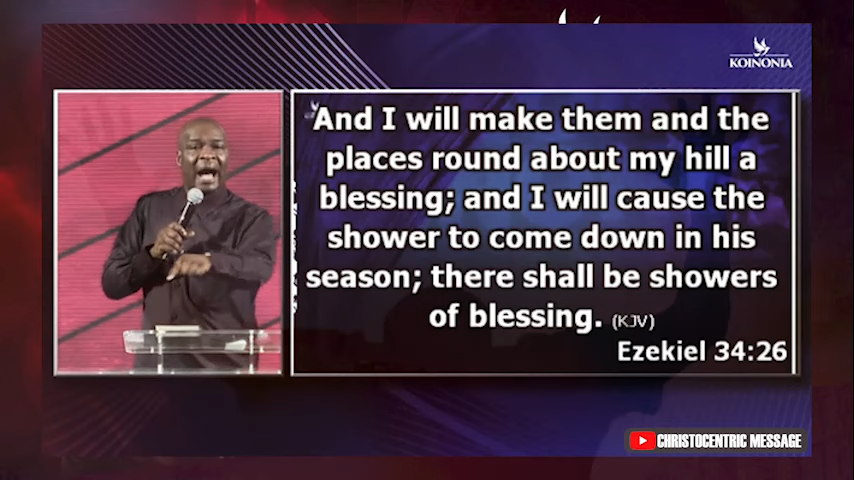 KOINONIA
And I will make them and the
places round about my hill a
blessing; and I will cause the
shower to come down in his
season; there shall be showers
of blessing. (KJV)
Ezekiel 34:26
CHRISTOCENTRIC MESSAGE